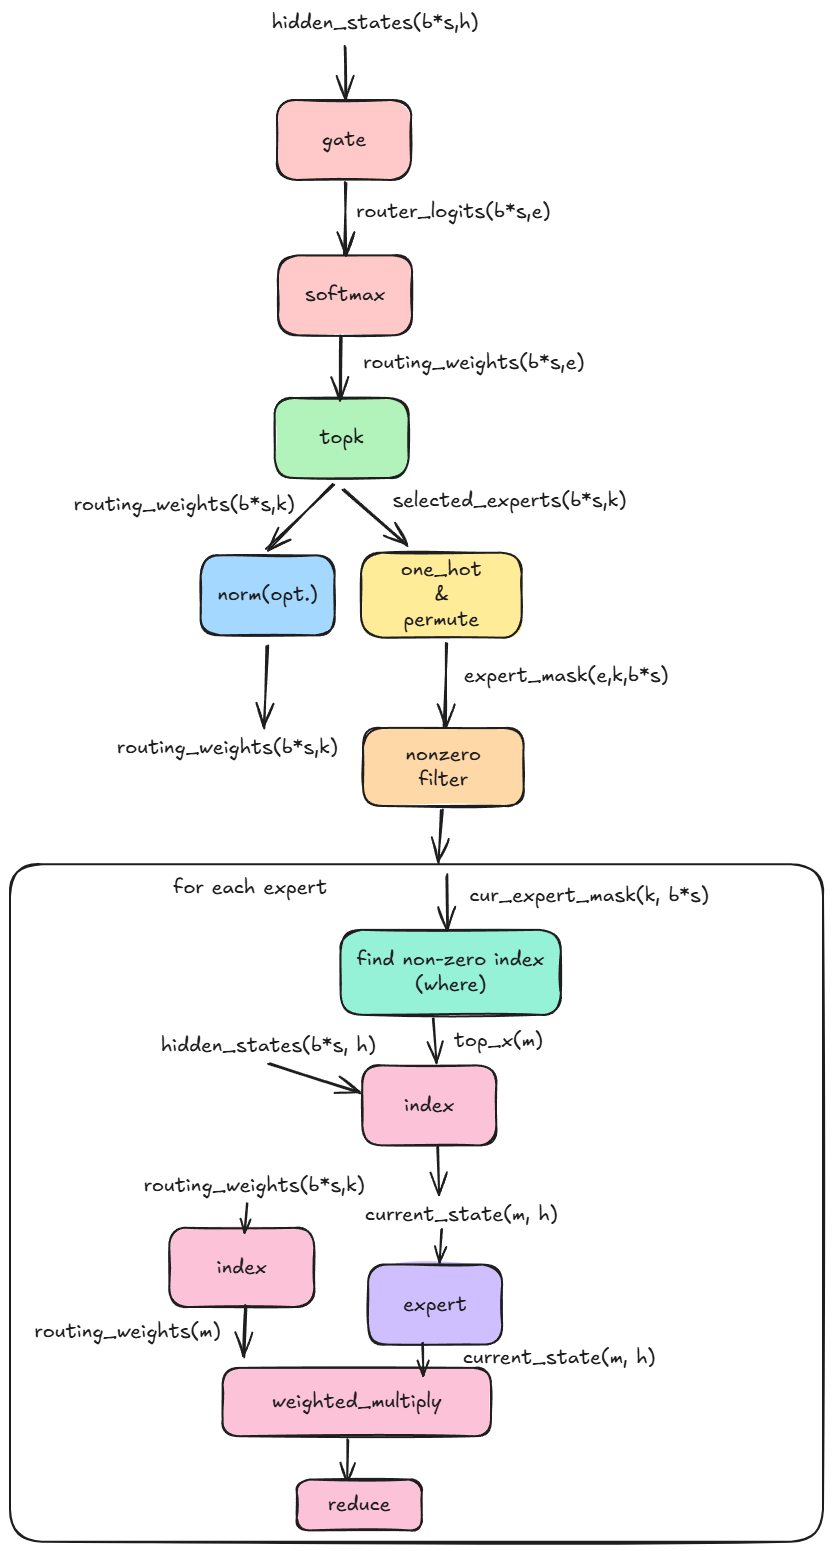 hidden_states(b*s,h)
gate
router_logits(b*s,e)
softmax
routing_weights(b*s,e)
topk
routing_weights(b*s,k)
selected_experts(b*s,k)
norm(opt.)
one_hot
&
permute
expert_mask(e,k,b*s)
routing_weights(b*s,k)
nonzero
filter
for each expert
cur_expert_mask(k, b*s)
find non-zero index
(where)
top_x(m)
hidden_states(b*s, h)
index
routing_weights(b*s,k)
current_state(m, h)
index
expert
routing_weights(m)
current_state(m, h)
weighted_multiply
reduce